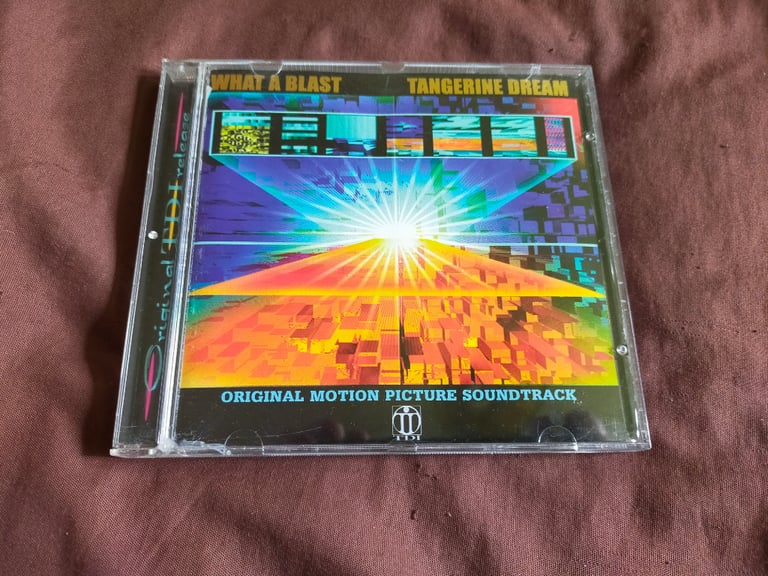 WHAT A BLAST TANGERINE DREAM
Original TDI release
ORIGINAL MOTION PICTURE SOUNDTRACK
TDI